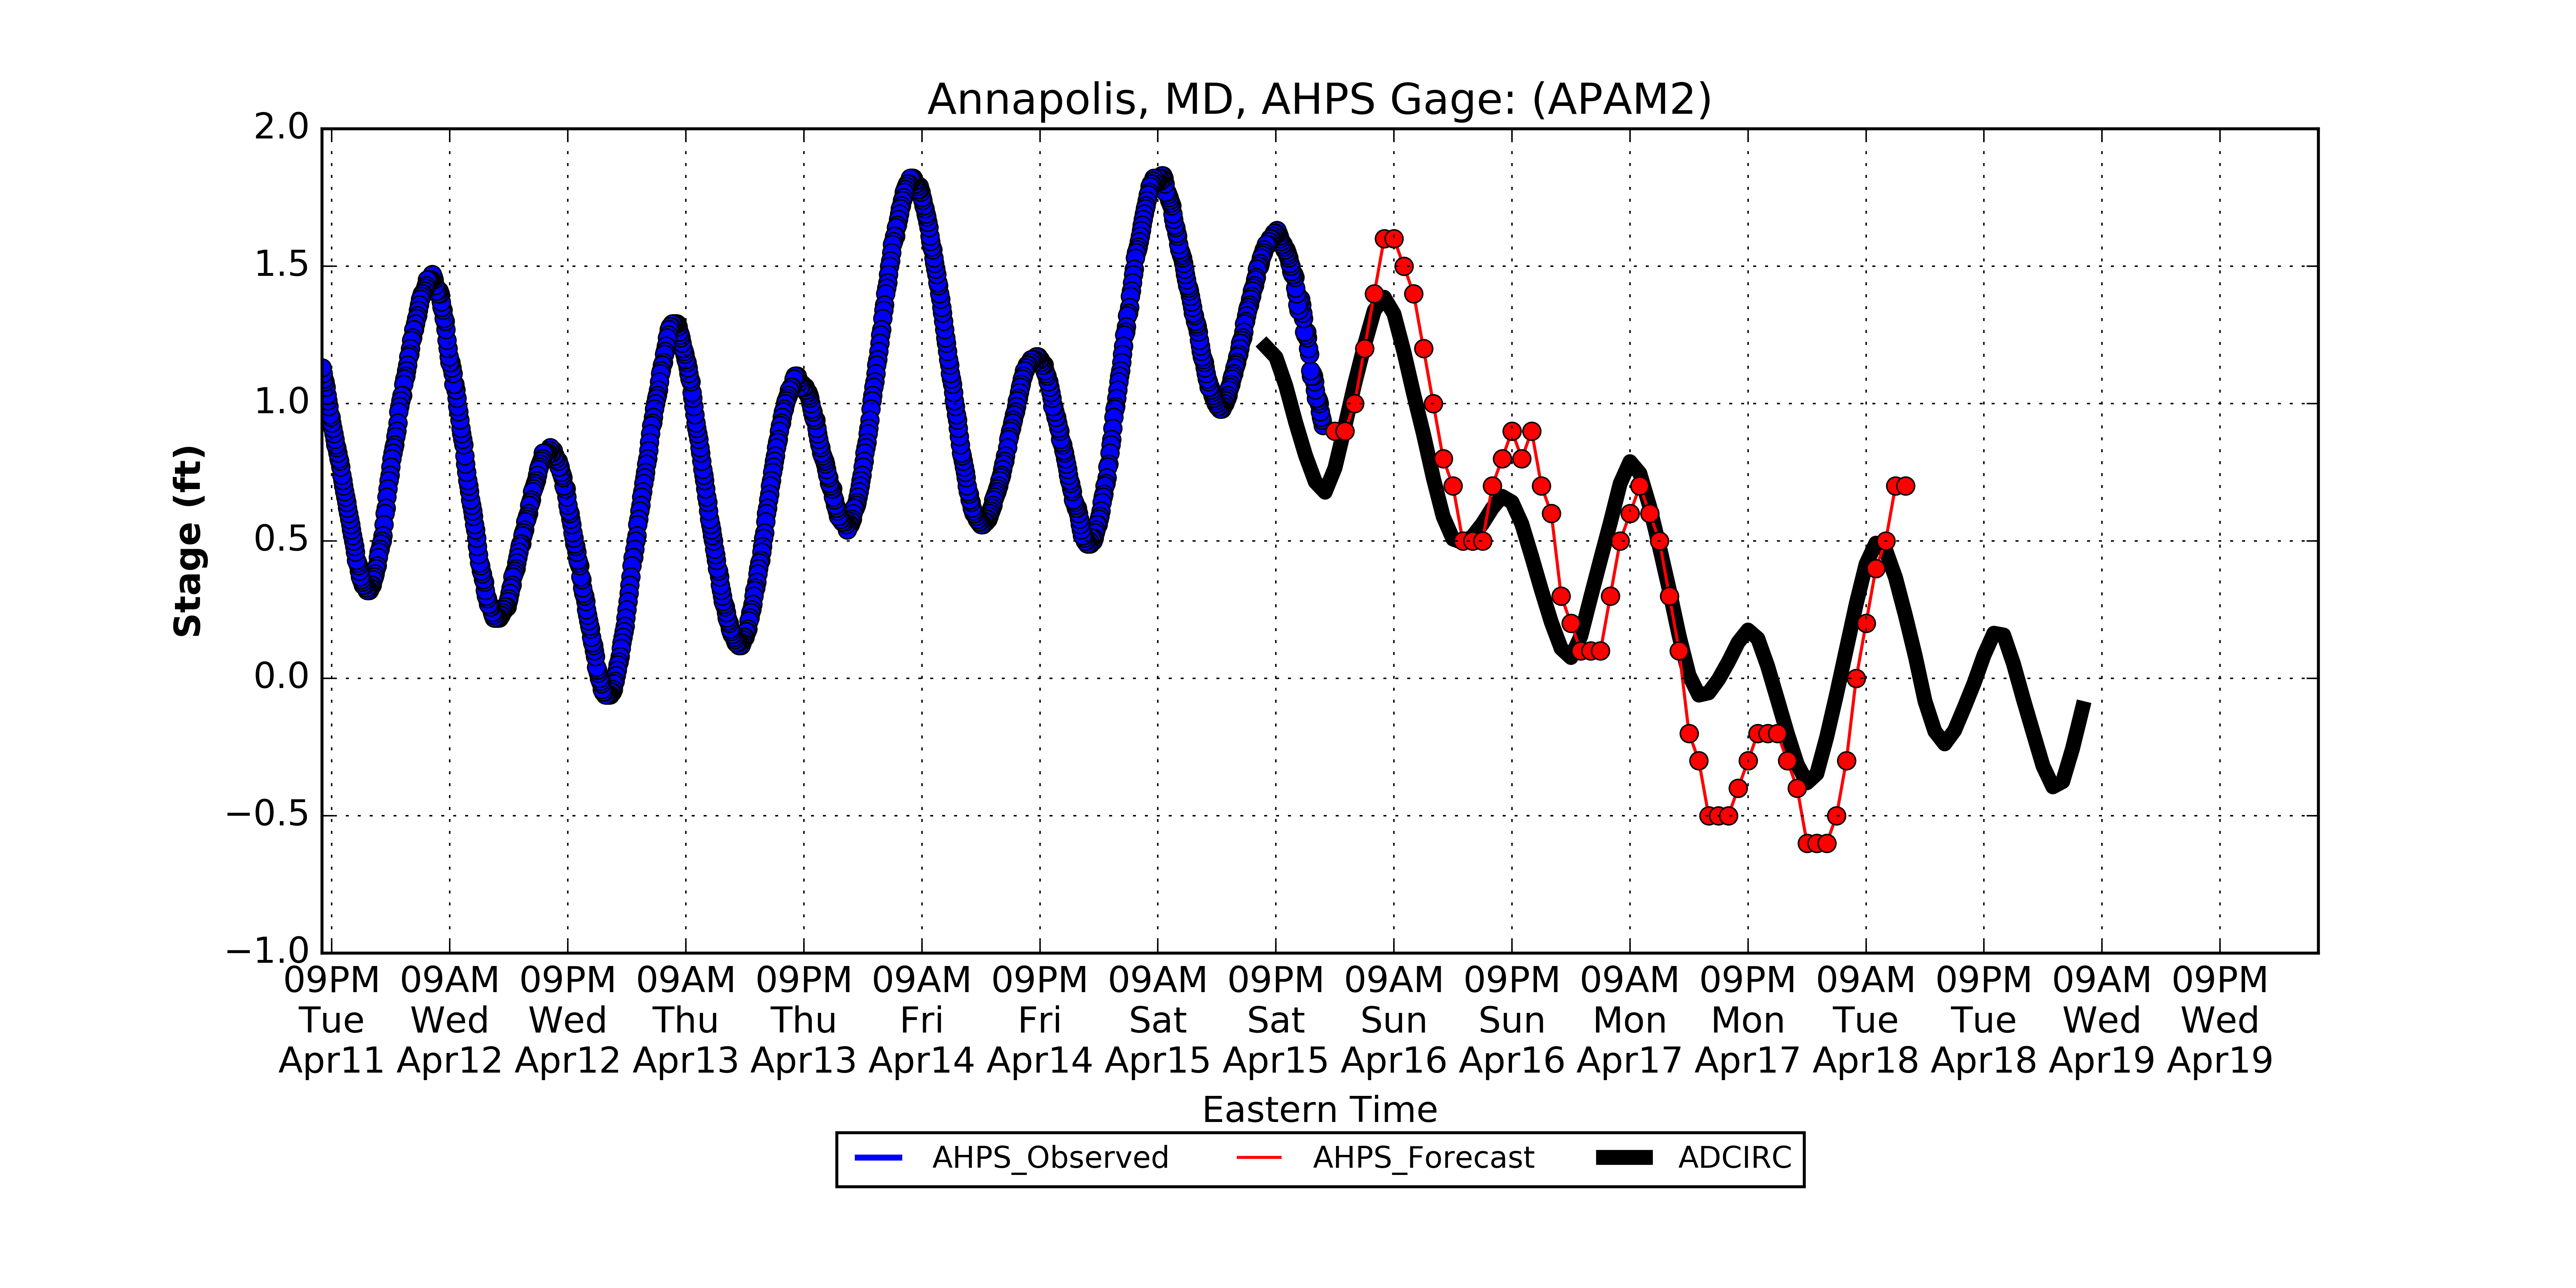 Annapolis, MD, AHPS Gage: (APAM2)
2.0
1.5
1.0
0.5
0.0
−0.5
−1.0
Stage (ft)
09PM 09AM 09PM 09AM 09PM 09AM 09PM 09AM 09PM 09AM 09PM 09AM 09PM 09AM 09PM 09AM 09PM
Tue Wed Wed Thu Thu Fri Fri Sat Sat Sun Sun Mon Mon Tue Tue Wed Wed
Apr11 Apr12 Apr12 Apr13 Apr13 Apr14 Apr14 Apr15 Apr15 Apr16 Apr16 Apr17 Apr17 Apr18 Apr18 Apr19 Apr19
Eastern Time
AHPS_Observed AHPS_Forecast ADCIRC